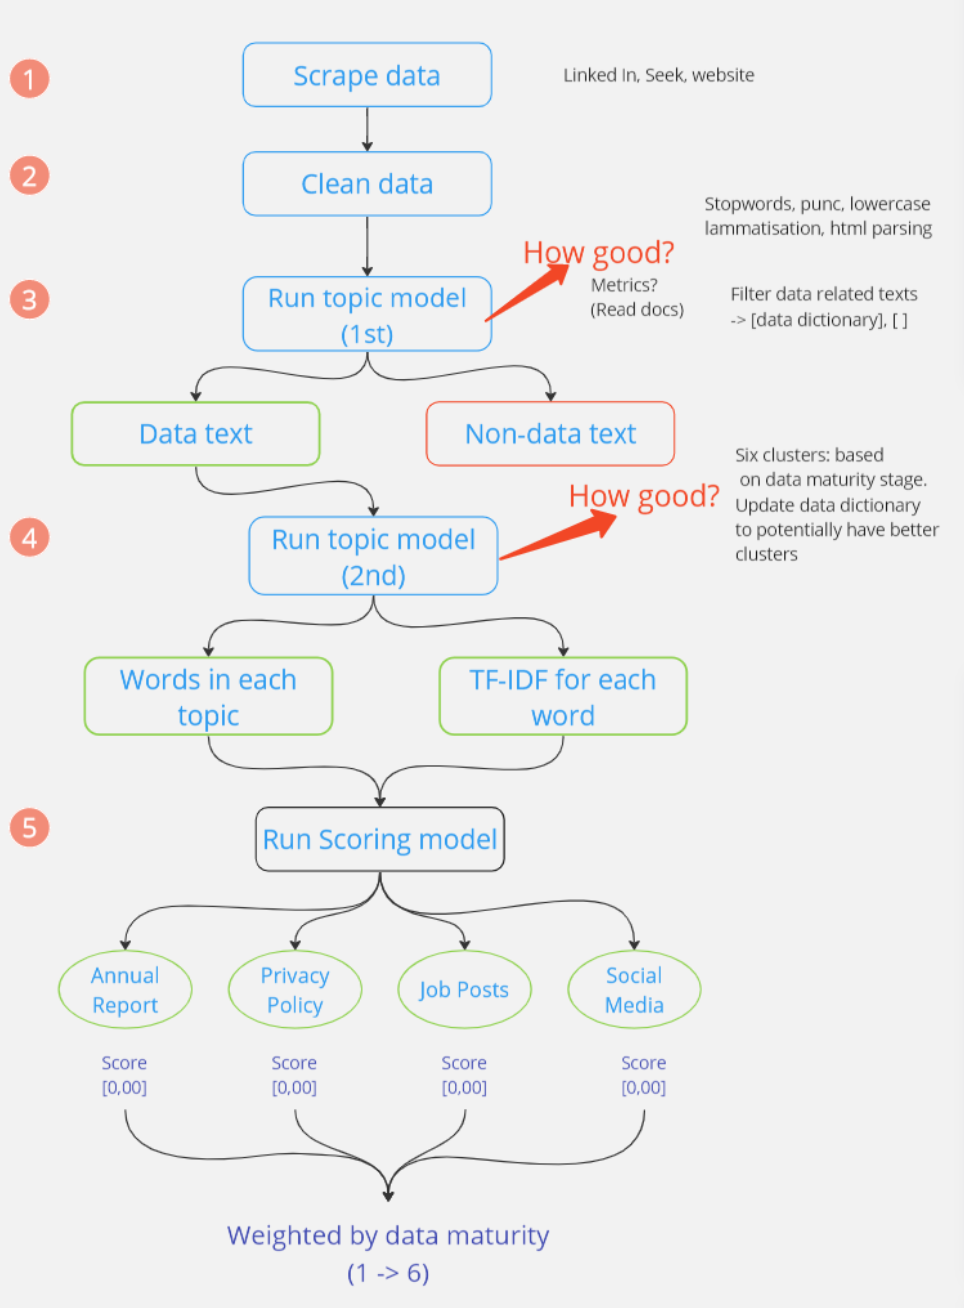 1
Scrape data
Linked In, Seek, website
2
Clean data
Stopwords, punc, lowercase
lammatisation, html parsing
How good?
Metrics?
(Read docs)
Filter data related texts
-> [data dictionary], [ ]
3
Run topic model
(1st)
Data text
Non-data text
Six clusters: based
on data maturity stage.
Update data dictionary
to potentially have better
clusters
How good?
4
Run topic model
(2nd)
Words in each
topic
TF-IDF for each
word
5
Run Scoring model
Annual
Report
Privacy
Policy
Job Posts
Social
Media
Score
[0,00]
Score
[0,00]
Score
[0,00]
Score
[0,00]
Weighted by data maturity
(1 -> 6)